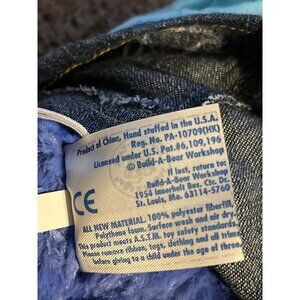 Product of China, Hand stuffed in the U.S.A.
Reg. No. PA-10709(HK)
Licensed under U.S. Pat.#6,109,196
© Build-A-Bear Workshop
If lost, return to:
Build-A-Bear Workshop
1954 Innerbelt Bus. Ctr. Dr.
St. Louis, Mo. 63114-5760
CE
ALL NEW MATERIAL. 100% polyester fiberfill.
Polythene foam. Surface wash and air dry.
This product meets A.S.T.M. toy safety standards.
Please remove ribbon, tags, clothing and all
before giving to a child under the age of three